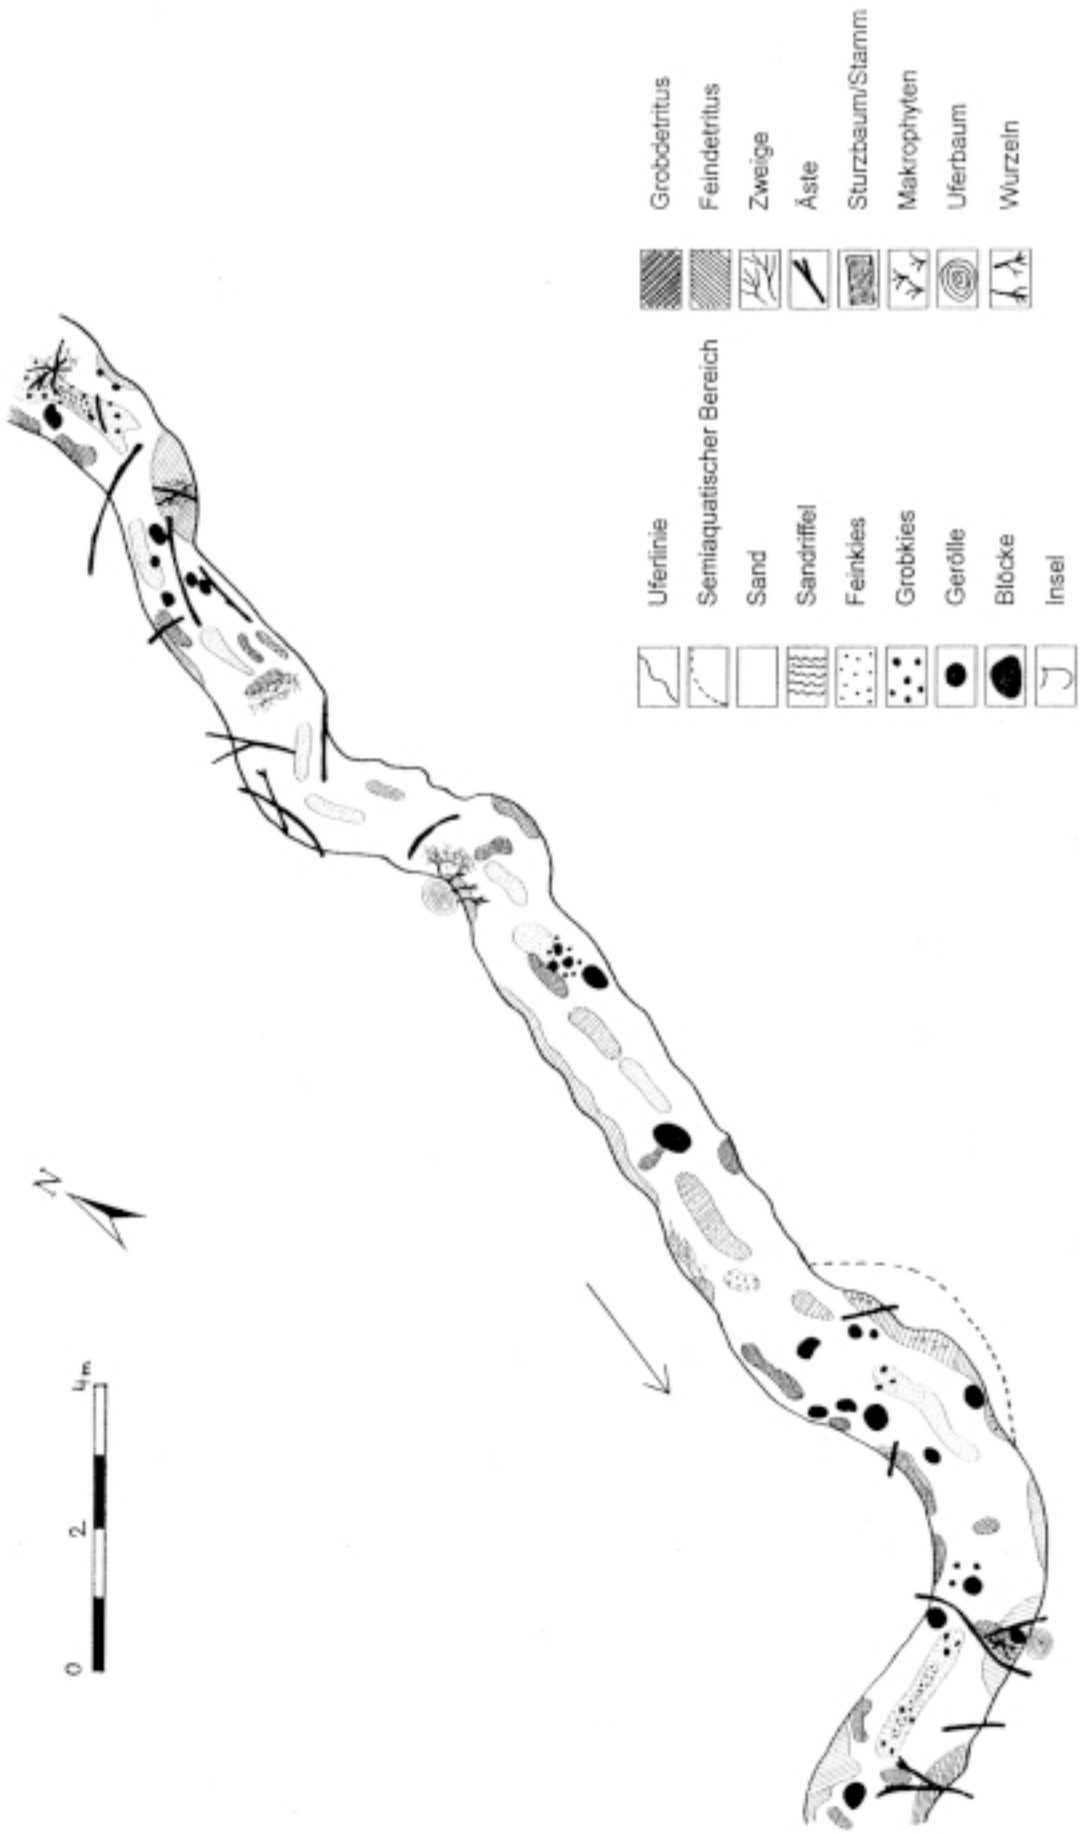 Uferlinie
Semiaquatischer Bereich
Sand
Sandriffel
Feinkies
Grobkies
Gerölle
Blöcke
Insel
Grobdetritus
Feindetritus
Zweige
Äste
Sturzbaum/Stamm
Makrophyten
Uferbaum
Wurzeln
N
0 2 4m